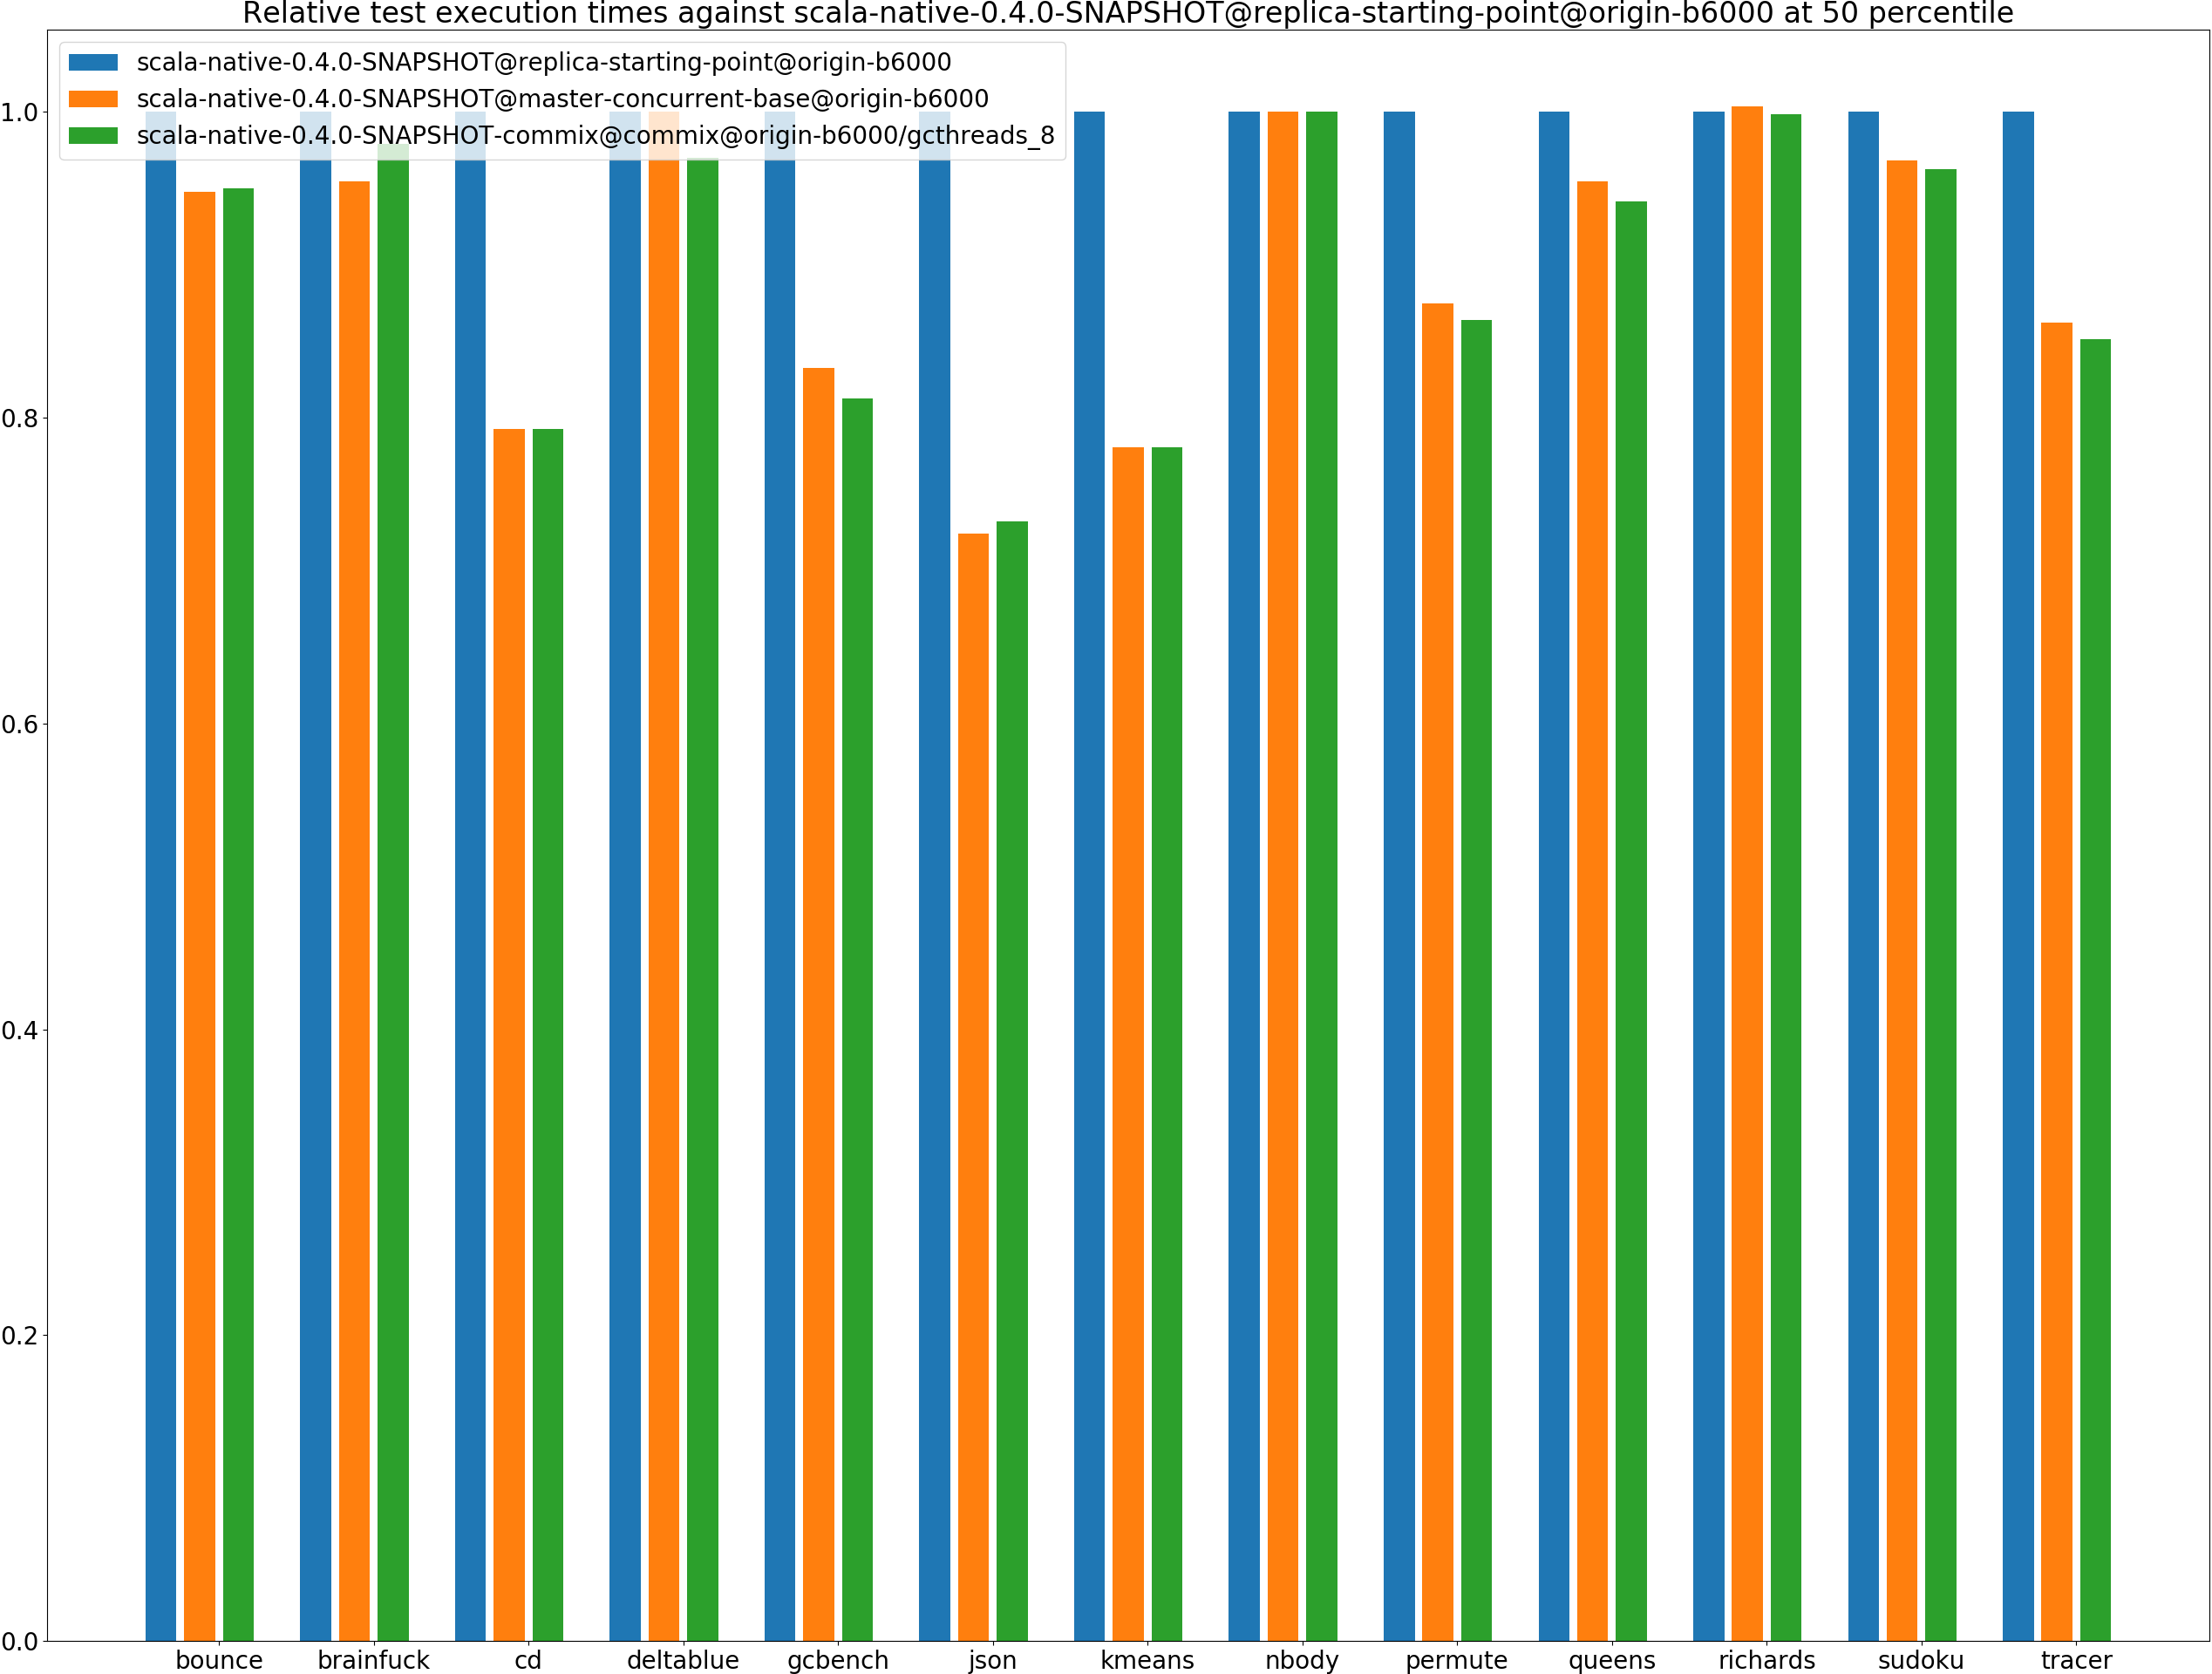 Relative test execution times against scala-native-0.4.0-SNAPSHOT@replica-starting-point@origin-b6000 at 50 percentile
scala-native-0.4.0-SNAPSHOT@replica-starting-point@origin-b6000
scala-native-0.4.0-SNAPSHOT@master-concurrent-base@origin-b6000
scala-native-0.4.0-SNAPSHOT-commix@commix@origin-b6000/gcthreads_8
1.0
0.8
0.6
0.4
0.2
0.0
bounce brainfuck cd deltablue gcbench json kmeans nbody permute queens richards sudoku tracer